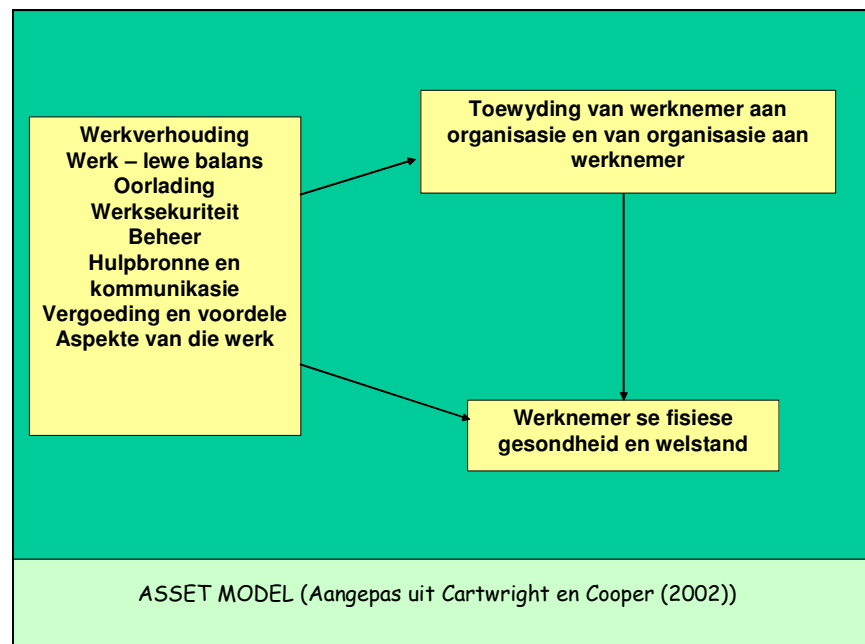 Werkverhouding
Werk – lewe balans
Oorlading
Werksekuriteit
Beheer
Hulpbronne en
kommunikasie
Vergoeding en voordele
Aspekte van die werk
Toewyding van werknemer aan
organisasie en van organisasie aan
werknemer
Werknemer se fisiese
gesondheid en welstand
ASSET MODEL (Aangepas uit Cartwright en Cooper (2002))